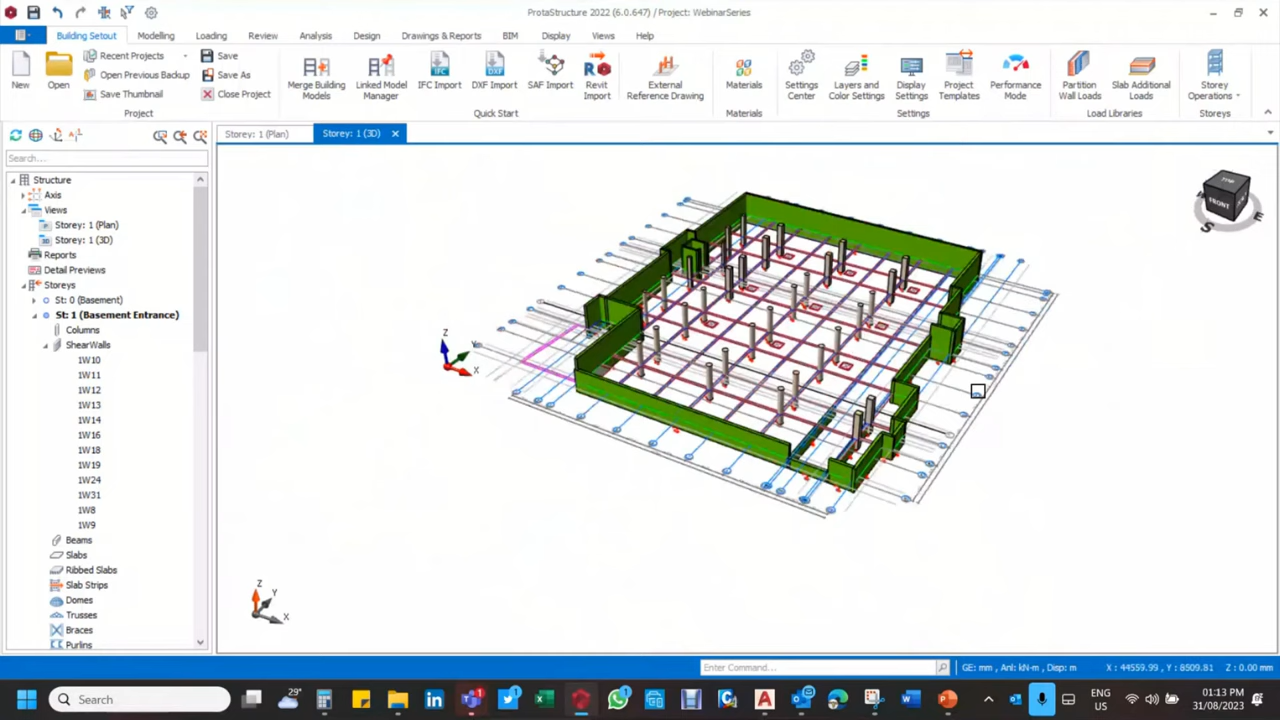 ProtaStructure 2022 (6.0.647) / Project: WebinarSeries
Building Setout Modelling Loading Review Analysis Design Drawings & Reports BIM Display Views Help
New
Open
Recent Projects
Open Previous Backup
Save Thumbnail
Save
Save As
Close Project
Project
Merge Building Models
Linked Model Manager
IFC Import
DXF Import
SAF Import
Revit Import
Quick Start
External Reference Drawing
Materials
Materials
Settings Center
Layers and Color Settings
Display Settings
Project Templates
Performance Mode
Settings
Partition Wall Loads
Slab Additional Loads
Load Libraries
Storey Operations
Storeys
Search...
Structure
Axis
Views
Storey: 1 (Plan)
Storey: 1 (3D)
Reports
Detail Previews
Storeys
St: 0 (Basement)
St: 1 (Basement Entrance)
Columns
ShearWalls
1W10
1W11
1W12
1W13
1W14
1W16
1W18
1W19
1W24
1W31
1W8
1W9
Beams
Slabs
Ribbed Slabs
Slab Strips
Domes
Trusses
Braces
Purlins
Storey: 1 (Plan) Storey: 1 (3D)
TOP
FRONT
S
E
Z
Y
X
Z
Y
X
Enter Command...
GE: mm , Anl: kN-m , Disp: m
X : 44559.99 , Y : 8509.81 Z : 0.00 mm
Search
29°
ENG
US
01:13 PM
31/08/2023